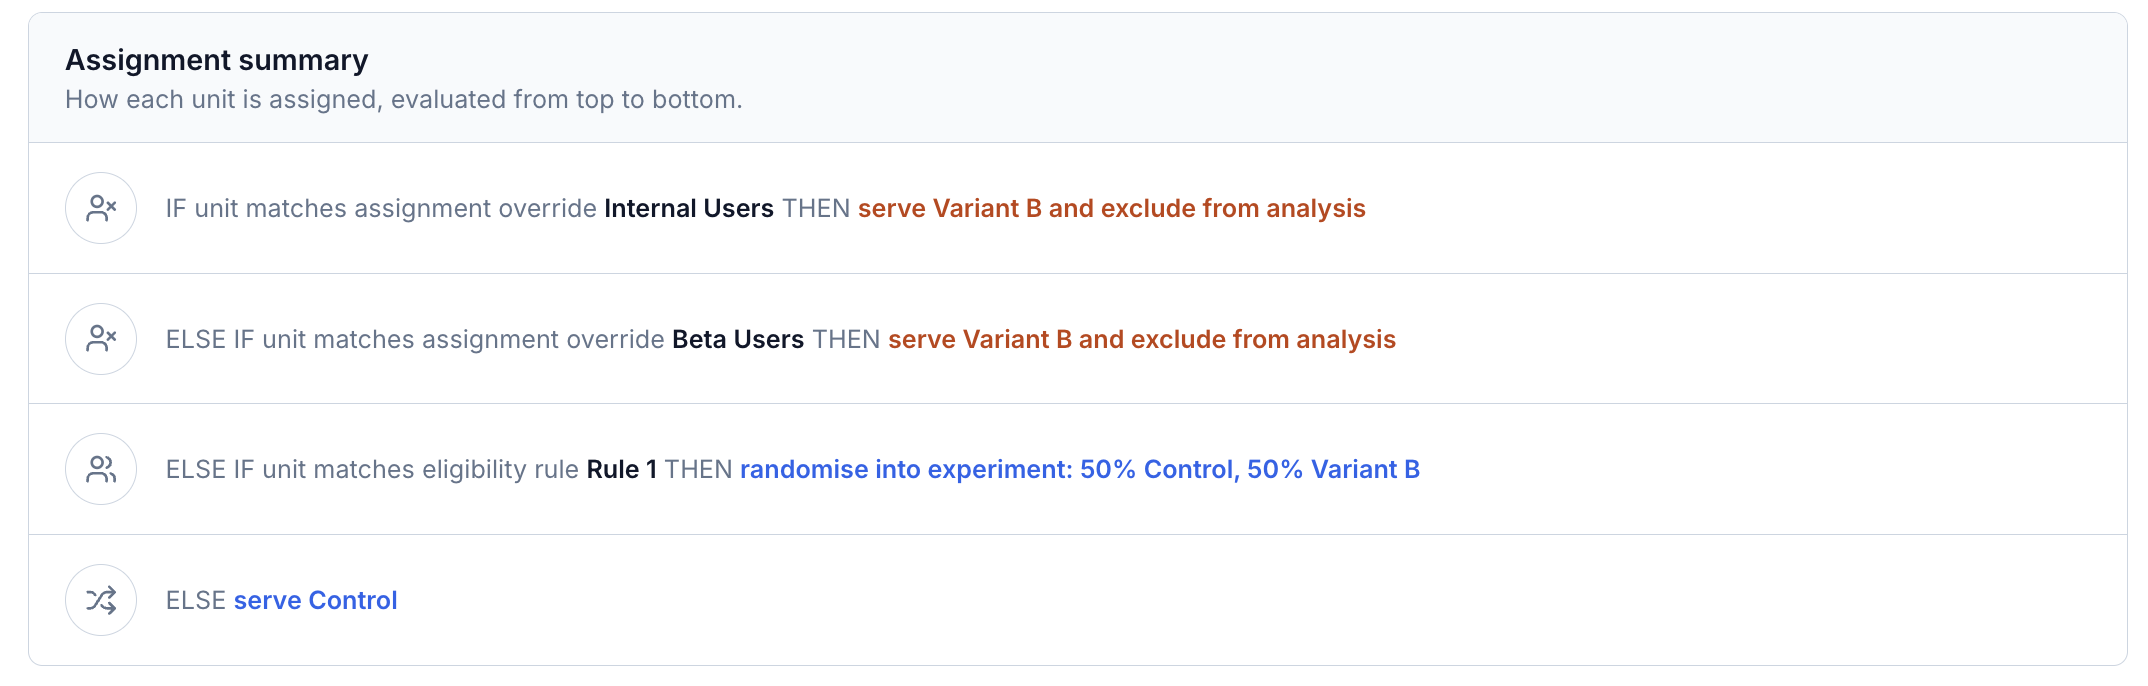 Assignment summary
How each unit is assigned, evaluated from top to bottom.
IF unit matches assignment override Internal Users THEN serve Variant B and exclude from analysis
ELSE IF unit matches assignment override Beta Users THEN serve Variant B and exclude from analysis
ELSE IF unit matches eligibility rule Rule 1 THEN randomise into experiment: 50% Control, 50% Variant B
ELSE serve Control